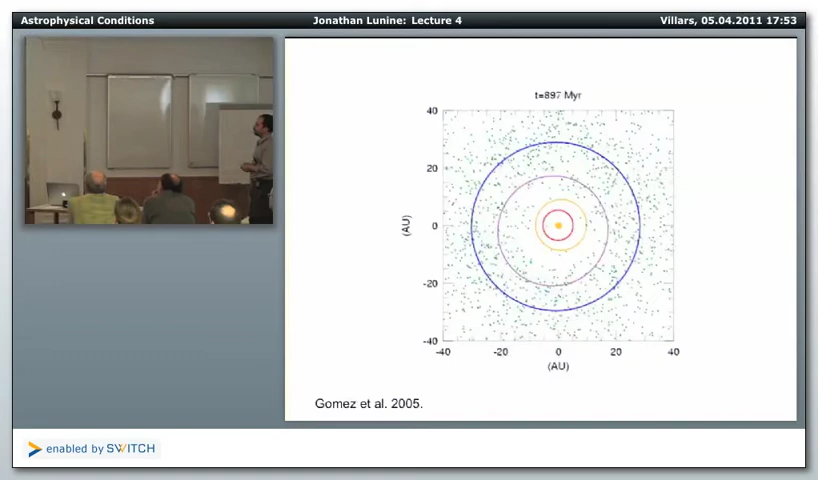 Astrophysical Conditions
Jonathan Lunine: Lecture 4
Villars, 05.04.2011 17:53
t=897 Myr
40
20
0
-20
-40
(AU)
-40 -20 0 20 40
(AU)
Gomez et al. 2005.
enabled by SWITCH